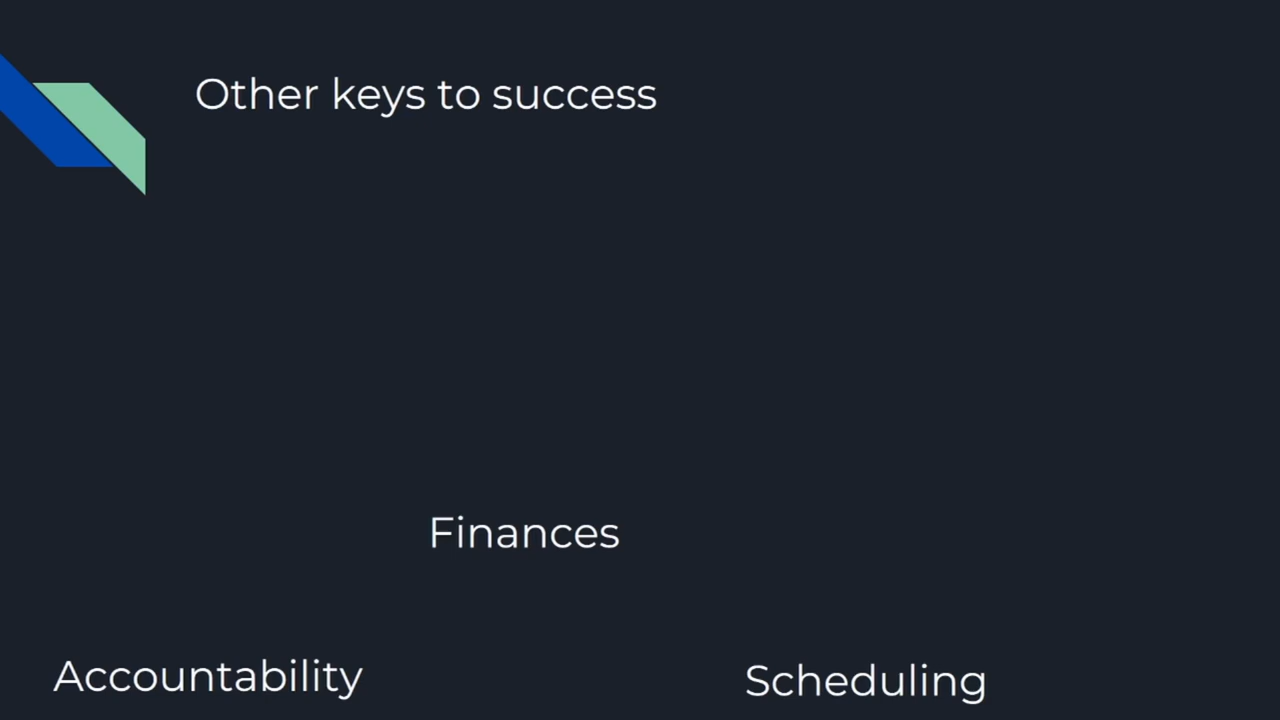 Other keys to success
Finances
Accountability
Scheduling